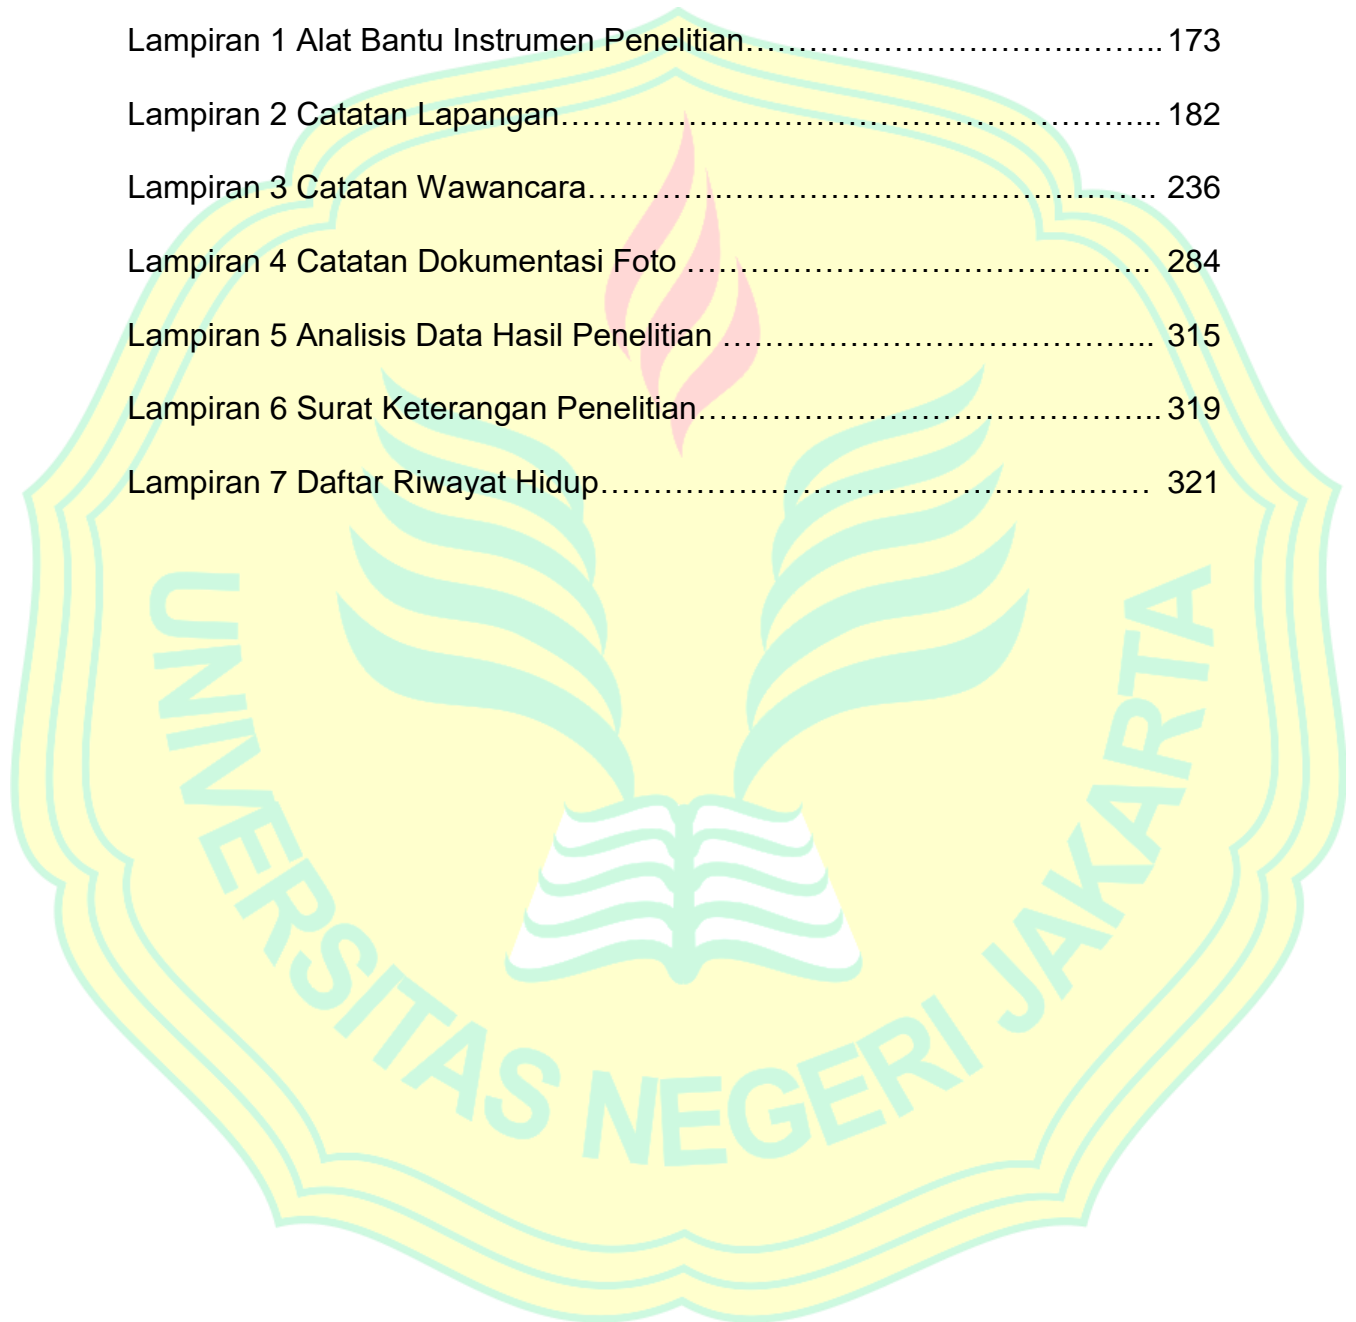 Lampiran 1 Alat Bantu Instrumen Penelitian…………………………..…….. 173
Lampiran 2 Catatan Lapangan………………………………………………... 182
Lampiran 3 Catatan Wawancara…………………………………………….. 236
Lampiran 4 Catatan Dokumentasi Foto …………………………………….. 284
Lampiran 5 Analisis Data Hasil Penelitian ………………………………….. 315
Lampiran 6 Surat Keterangan Penelitian…………………………………….. 319
Lampiran 7 Daftar Riwayat Hidup……………………………………….…… 321
UNIVERSITAS NEGERI JAKARTA